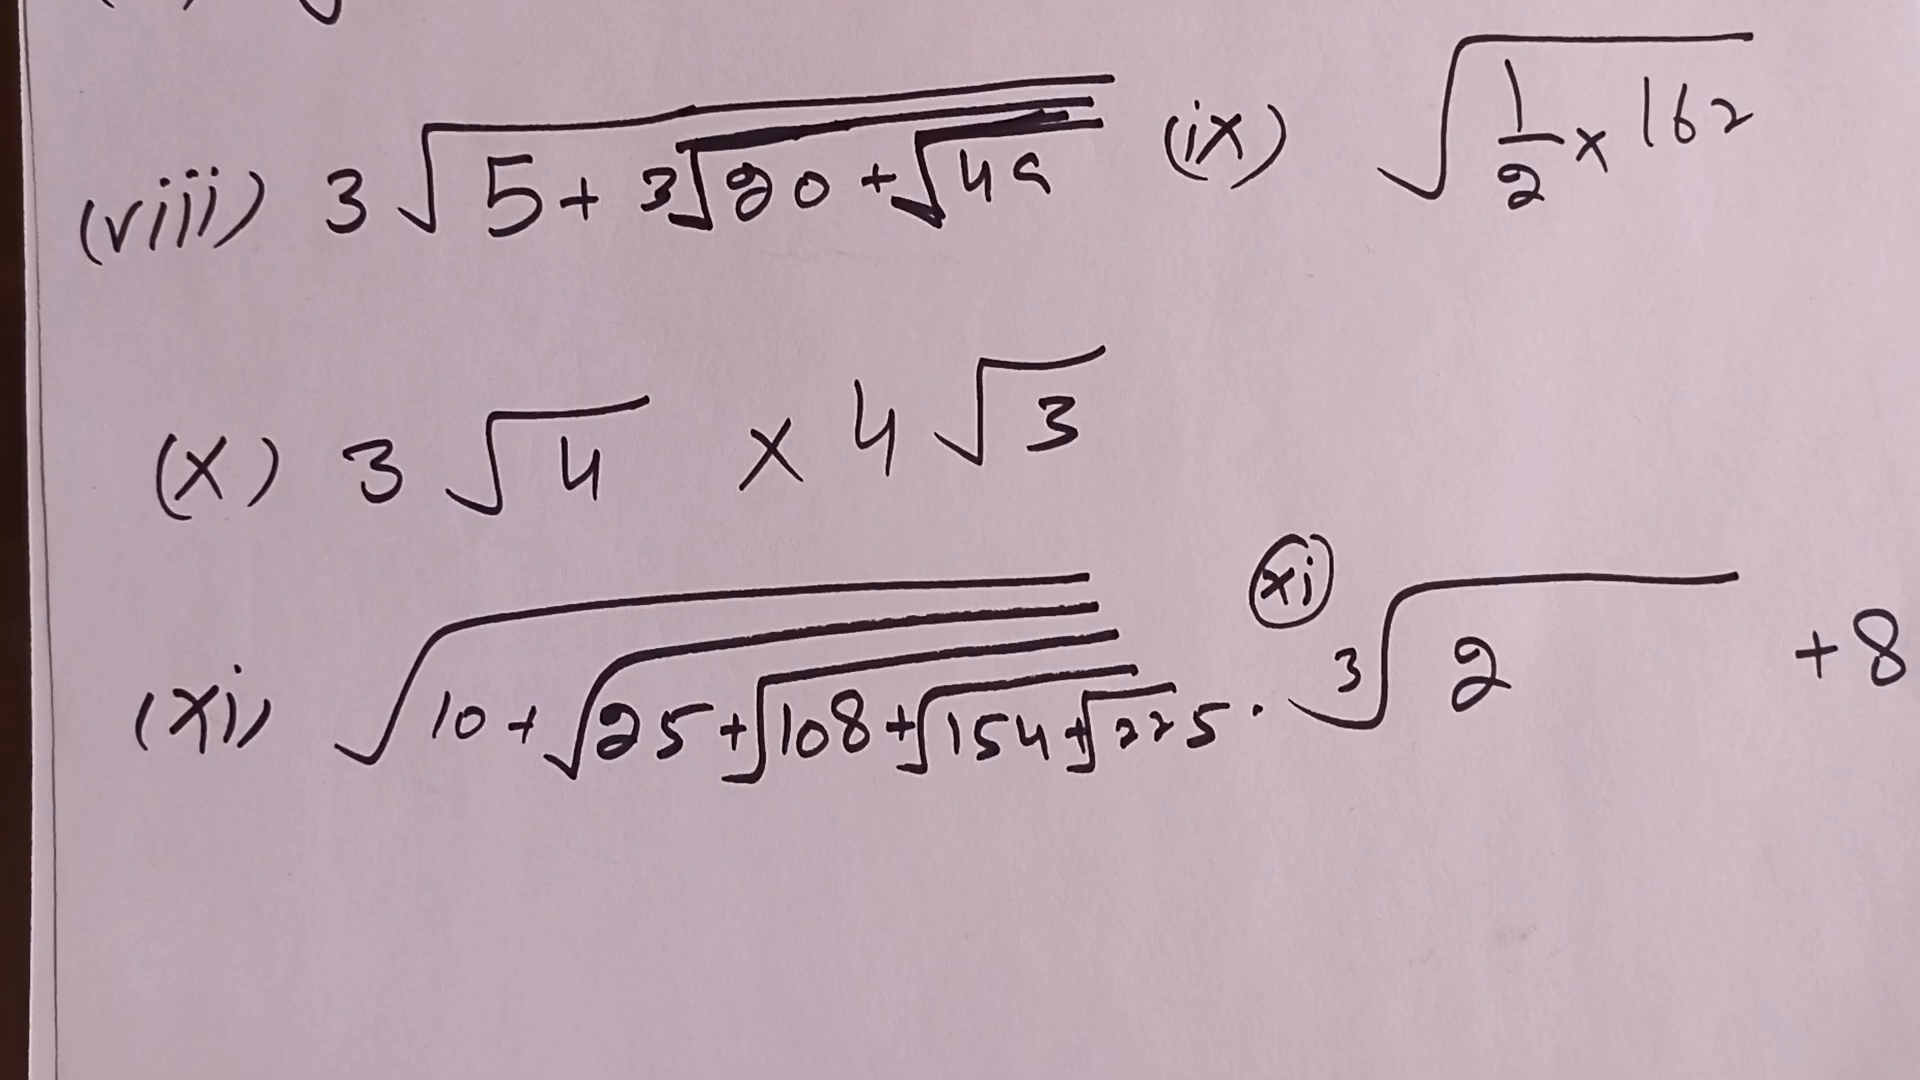 (viii) 3√(5 + 3√(20 + √49)) (ix) √(1/2 × 162)
(x) 3√4 × 4√3
(xi) √(10 + √(25 + √(108 + √(154 + √225)))). (xi) ³√2 + 8